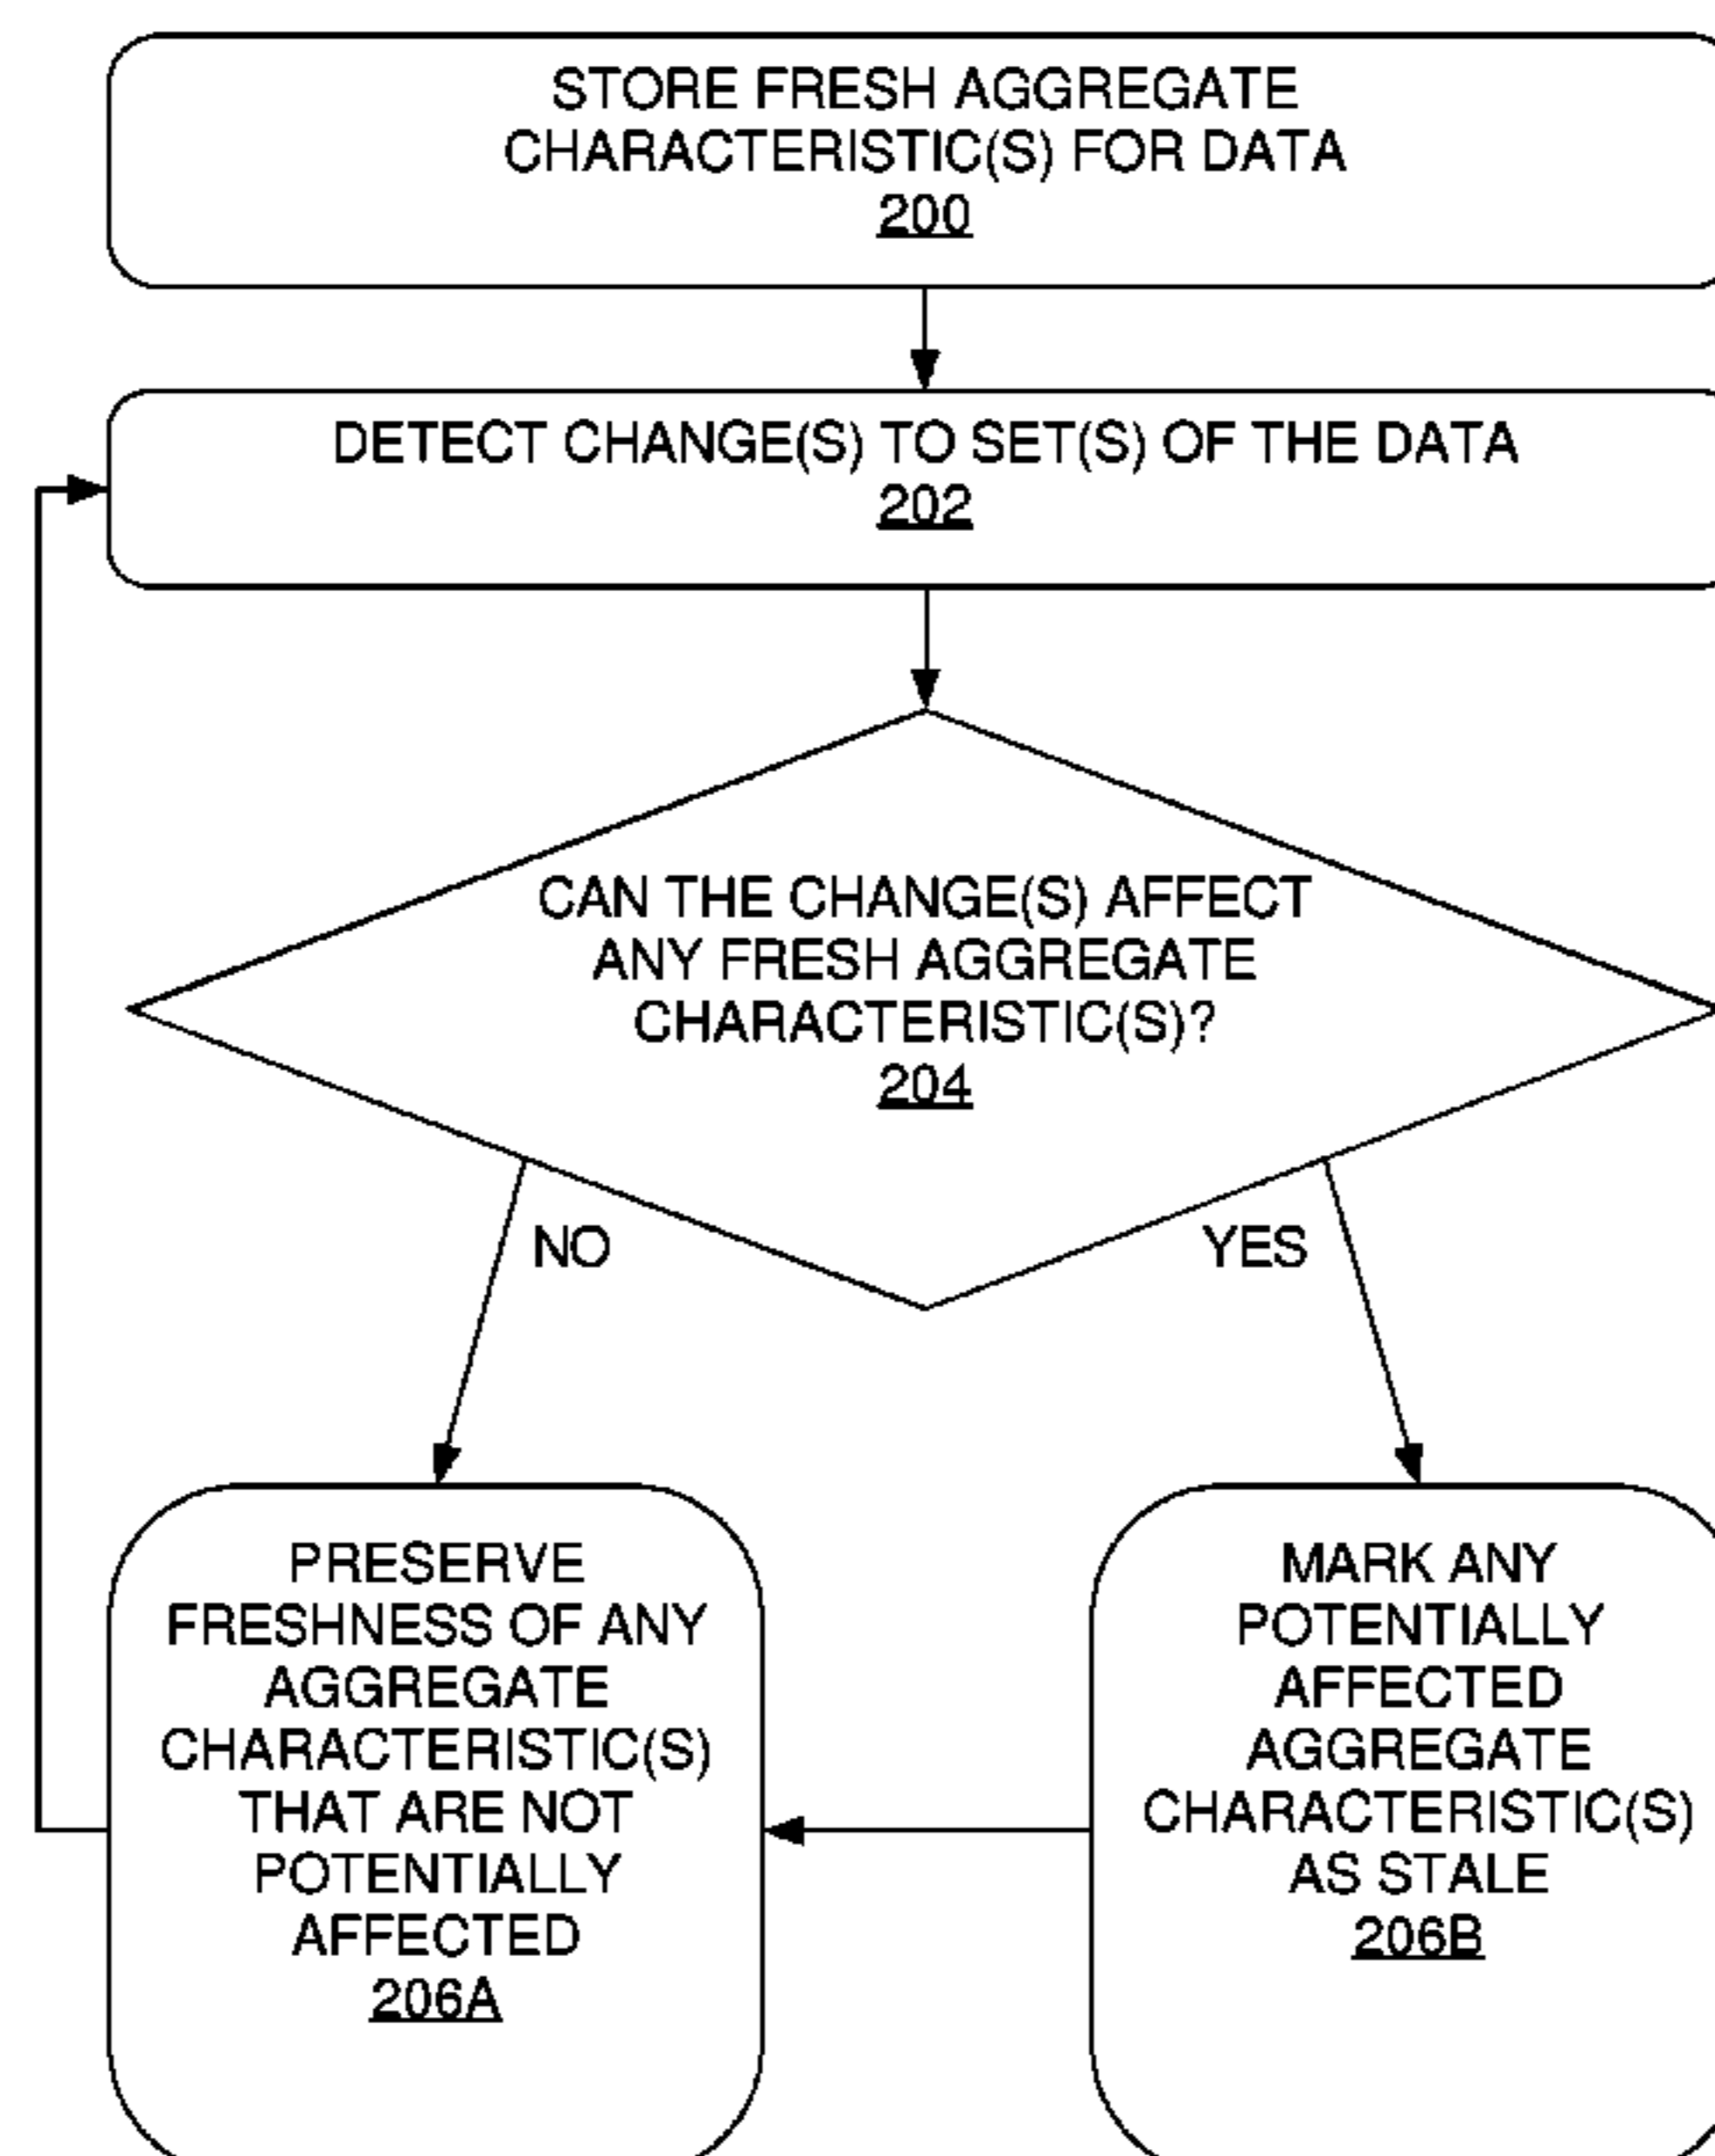 STORE FRESH AGGREGATE
CHARACTERISTIC(S) FOR DATA
200
DETECT CHANGE(S) TO SET(S) OF THE DATA
202
CAN THE CHANGE(S) AFFECT
ANY FRESH AGGREGATE
CHARACTERISTIC(S)?
204
NO
YES
PRESERVE
FRESHNESS OF ANY
AGGREGATE
CHARACTERISTIC(S)
THAT ARE NOT
POTENTIALLY
AFFECTED
206A
MARK ANY
POTENTIALLY
AFFECTED
AGGREGATE
CHARACTERISTIC(S)
AS STALE
206B